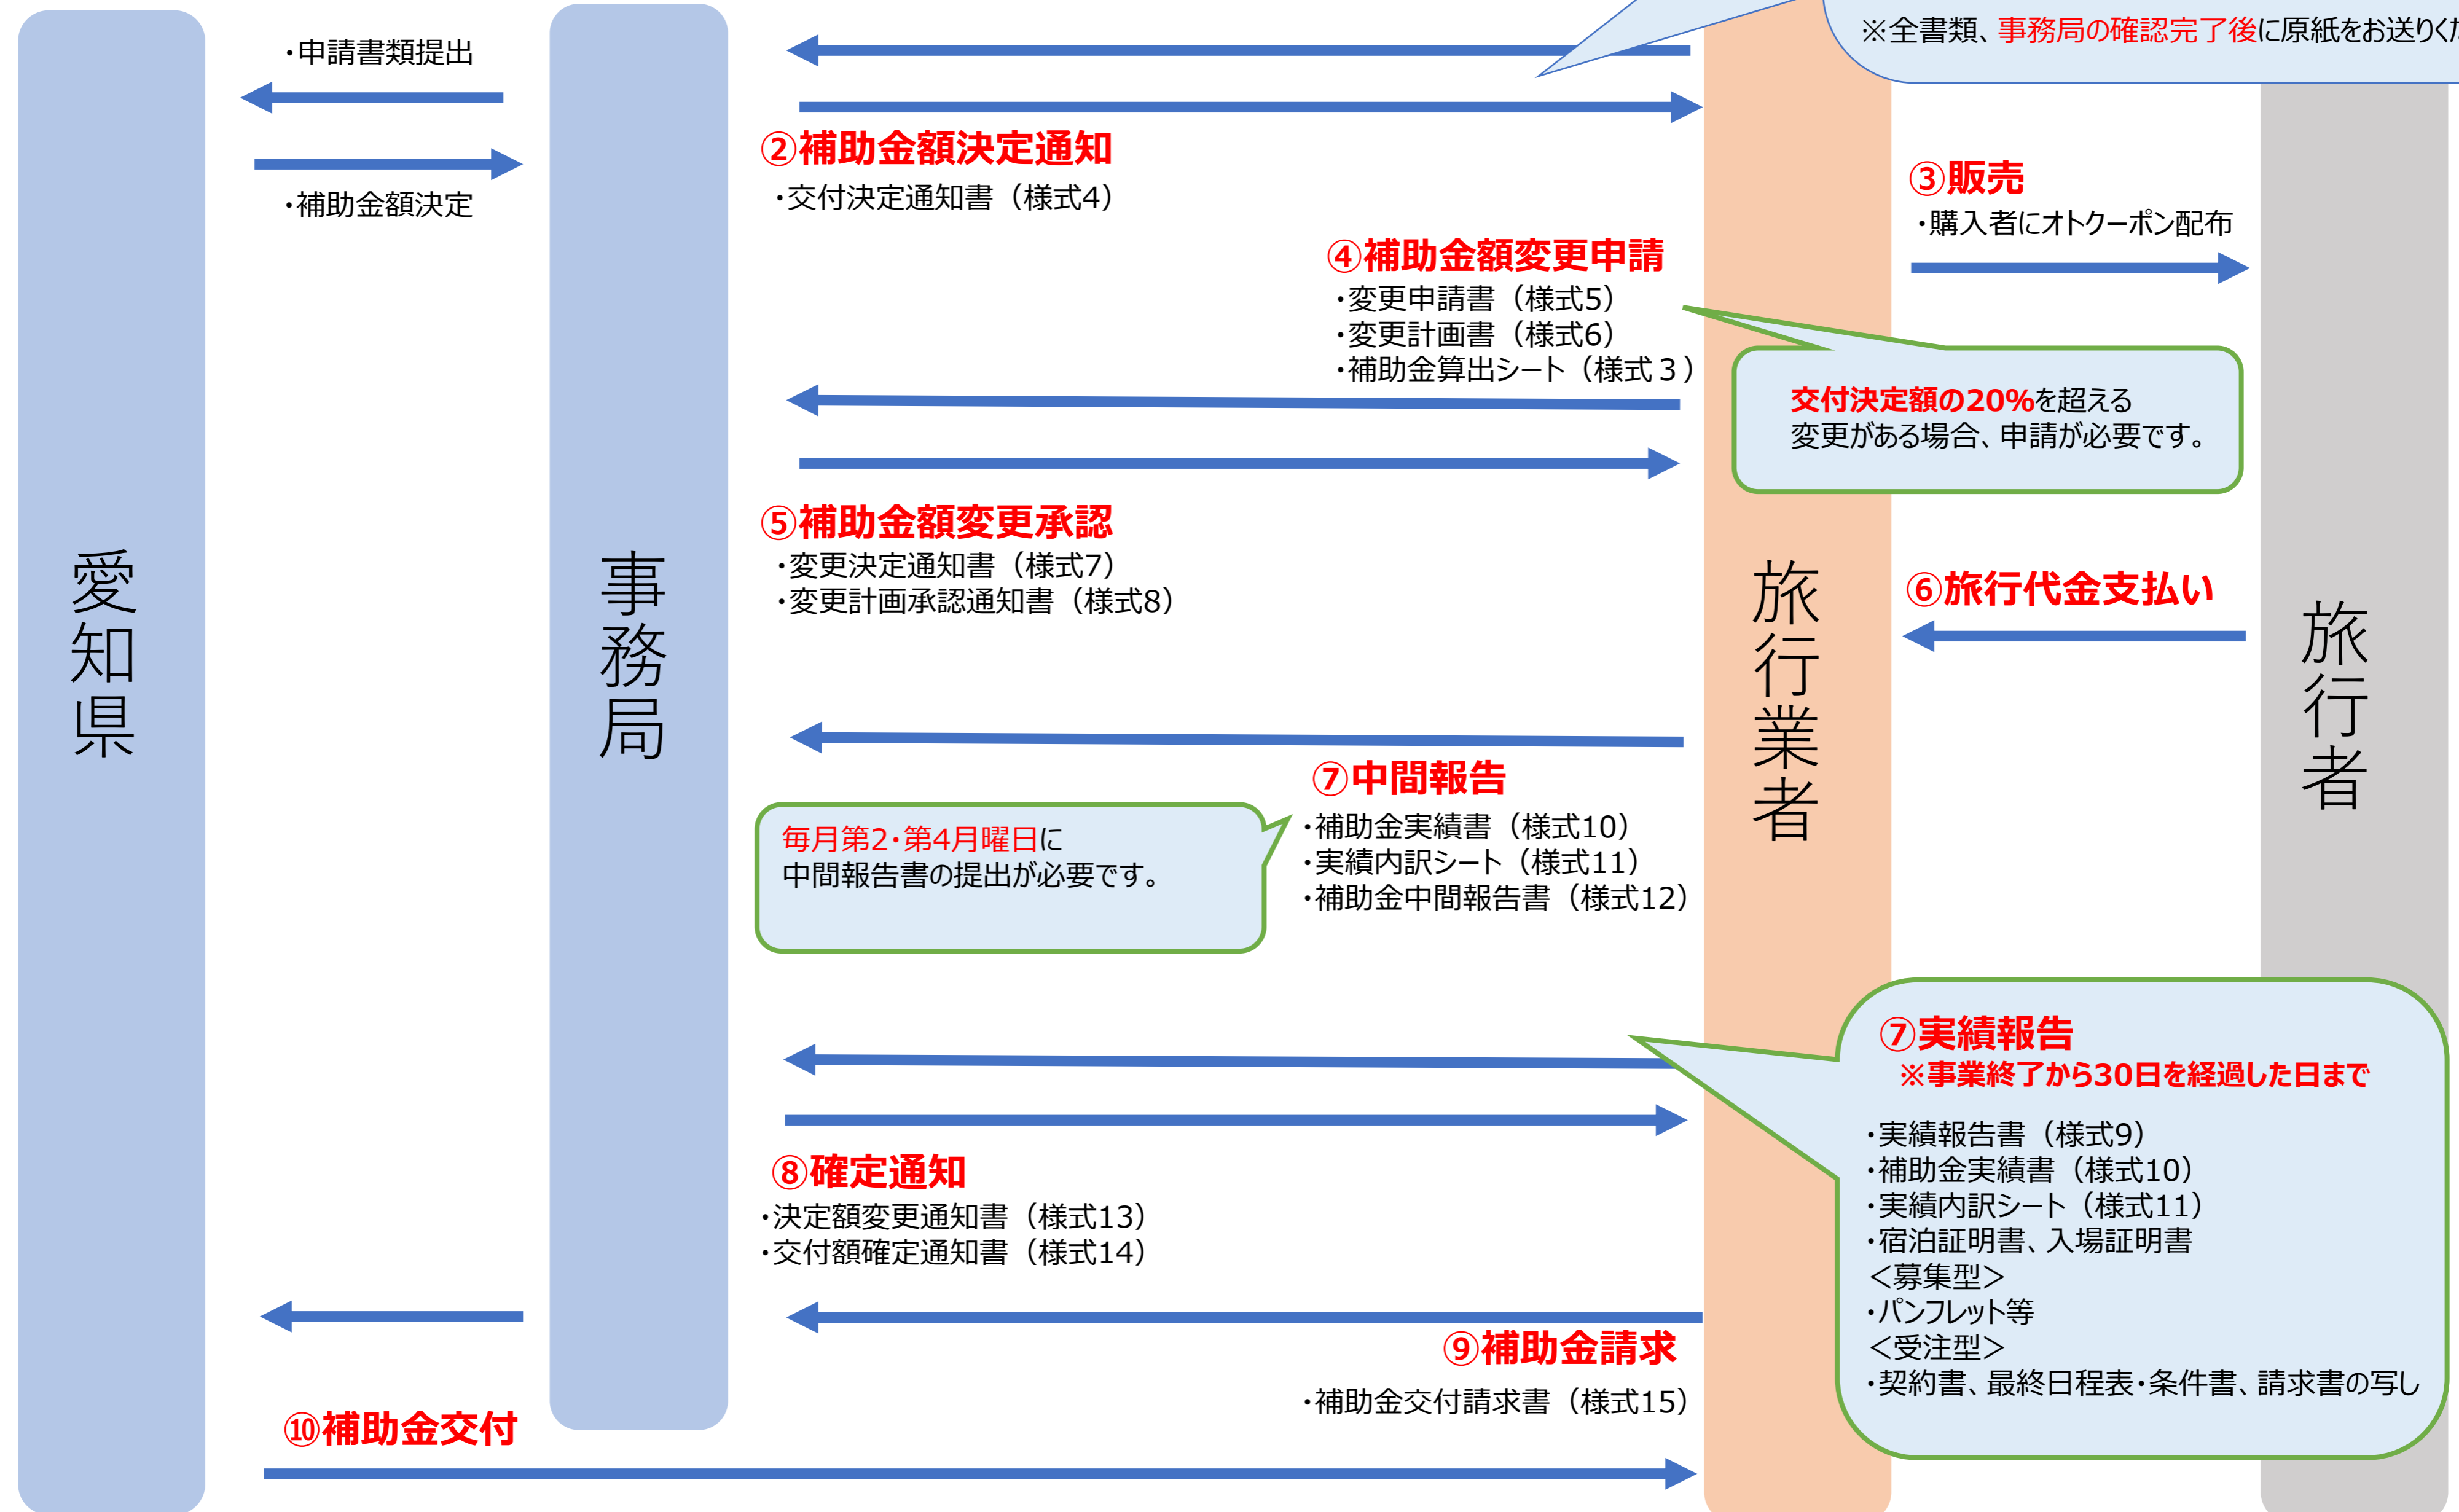 ※全書類、事務局の確認完了後に原紙をお送りくだ
・申請書類提出
・補助金額決定
②補助金額決定通知
・交付決定通知書（様式4）
③販売
・購入者にオトクーポン配布
④補助金額変更申請
・変更申請書（様式5）
・変更計画書（様式6）
・補助金算出シート（様式３）
交付決定額の20%を超える
変更がある場合、申請が必要です。
⑤補助金額変更承認
・変更決定通知書（様式7）
・変更計画承認通知書（様式8）
愛知県
事務局
旅行業者
旅行者
⑥旅行代金支払い
⑦中間報告
・補助金実績書（様式10）
・実績内訳シート（様式11）
・補助金中間報告書（様式12）
毎月第2・第4月曜日に
中間報告書の提出が必要です。
⑦実績報告
※事業終了から30日を経過した日まで
・実績報告書（様式9）
・補助金実績書（様式10）
・実績内訳シート（様式11）
・宿泊証明書、入場証明書
＜募集型＞
・パンフレット等
＜受注型＞
・契約書、最終日程表・条件書、請求書の写し
⑧確定通知
・決定額変更通知書（様式13）
・交付額確定通知書（様式14）
⑨補助金請求
・補助金交付請求書（様式15）
⑩補助金交付